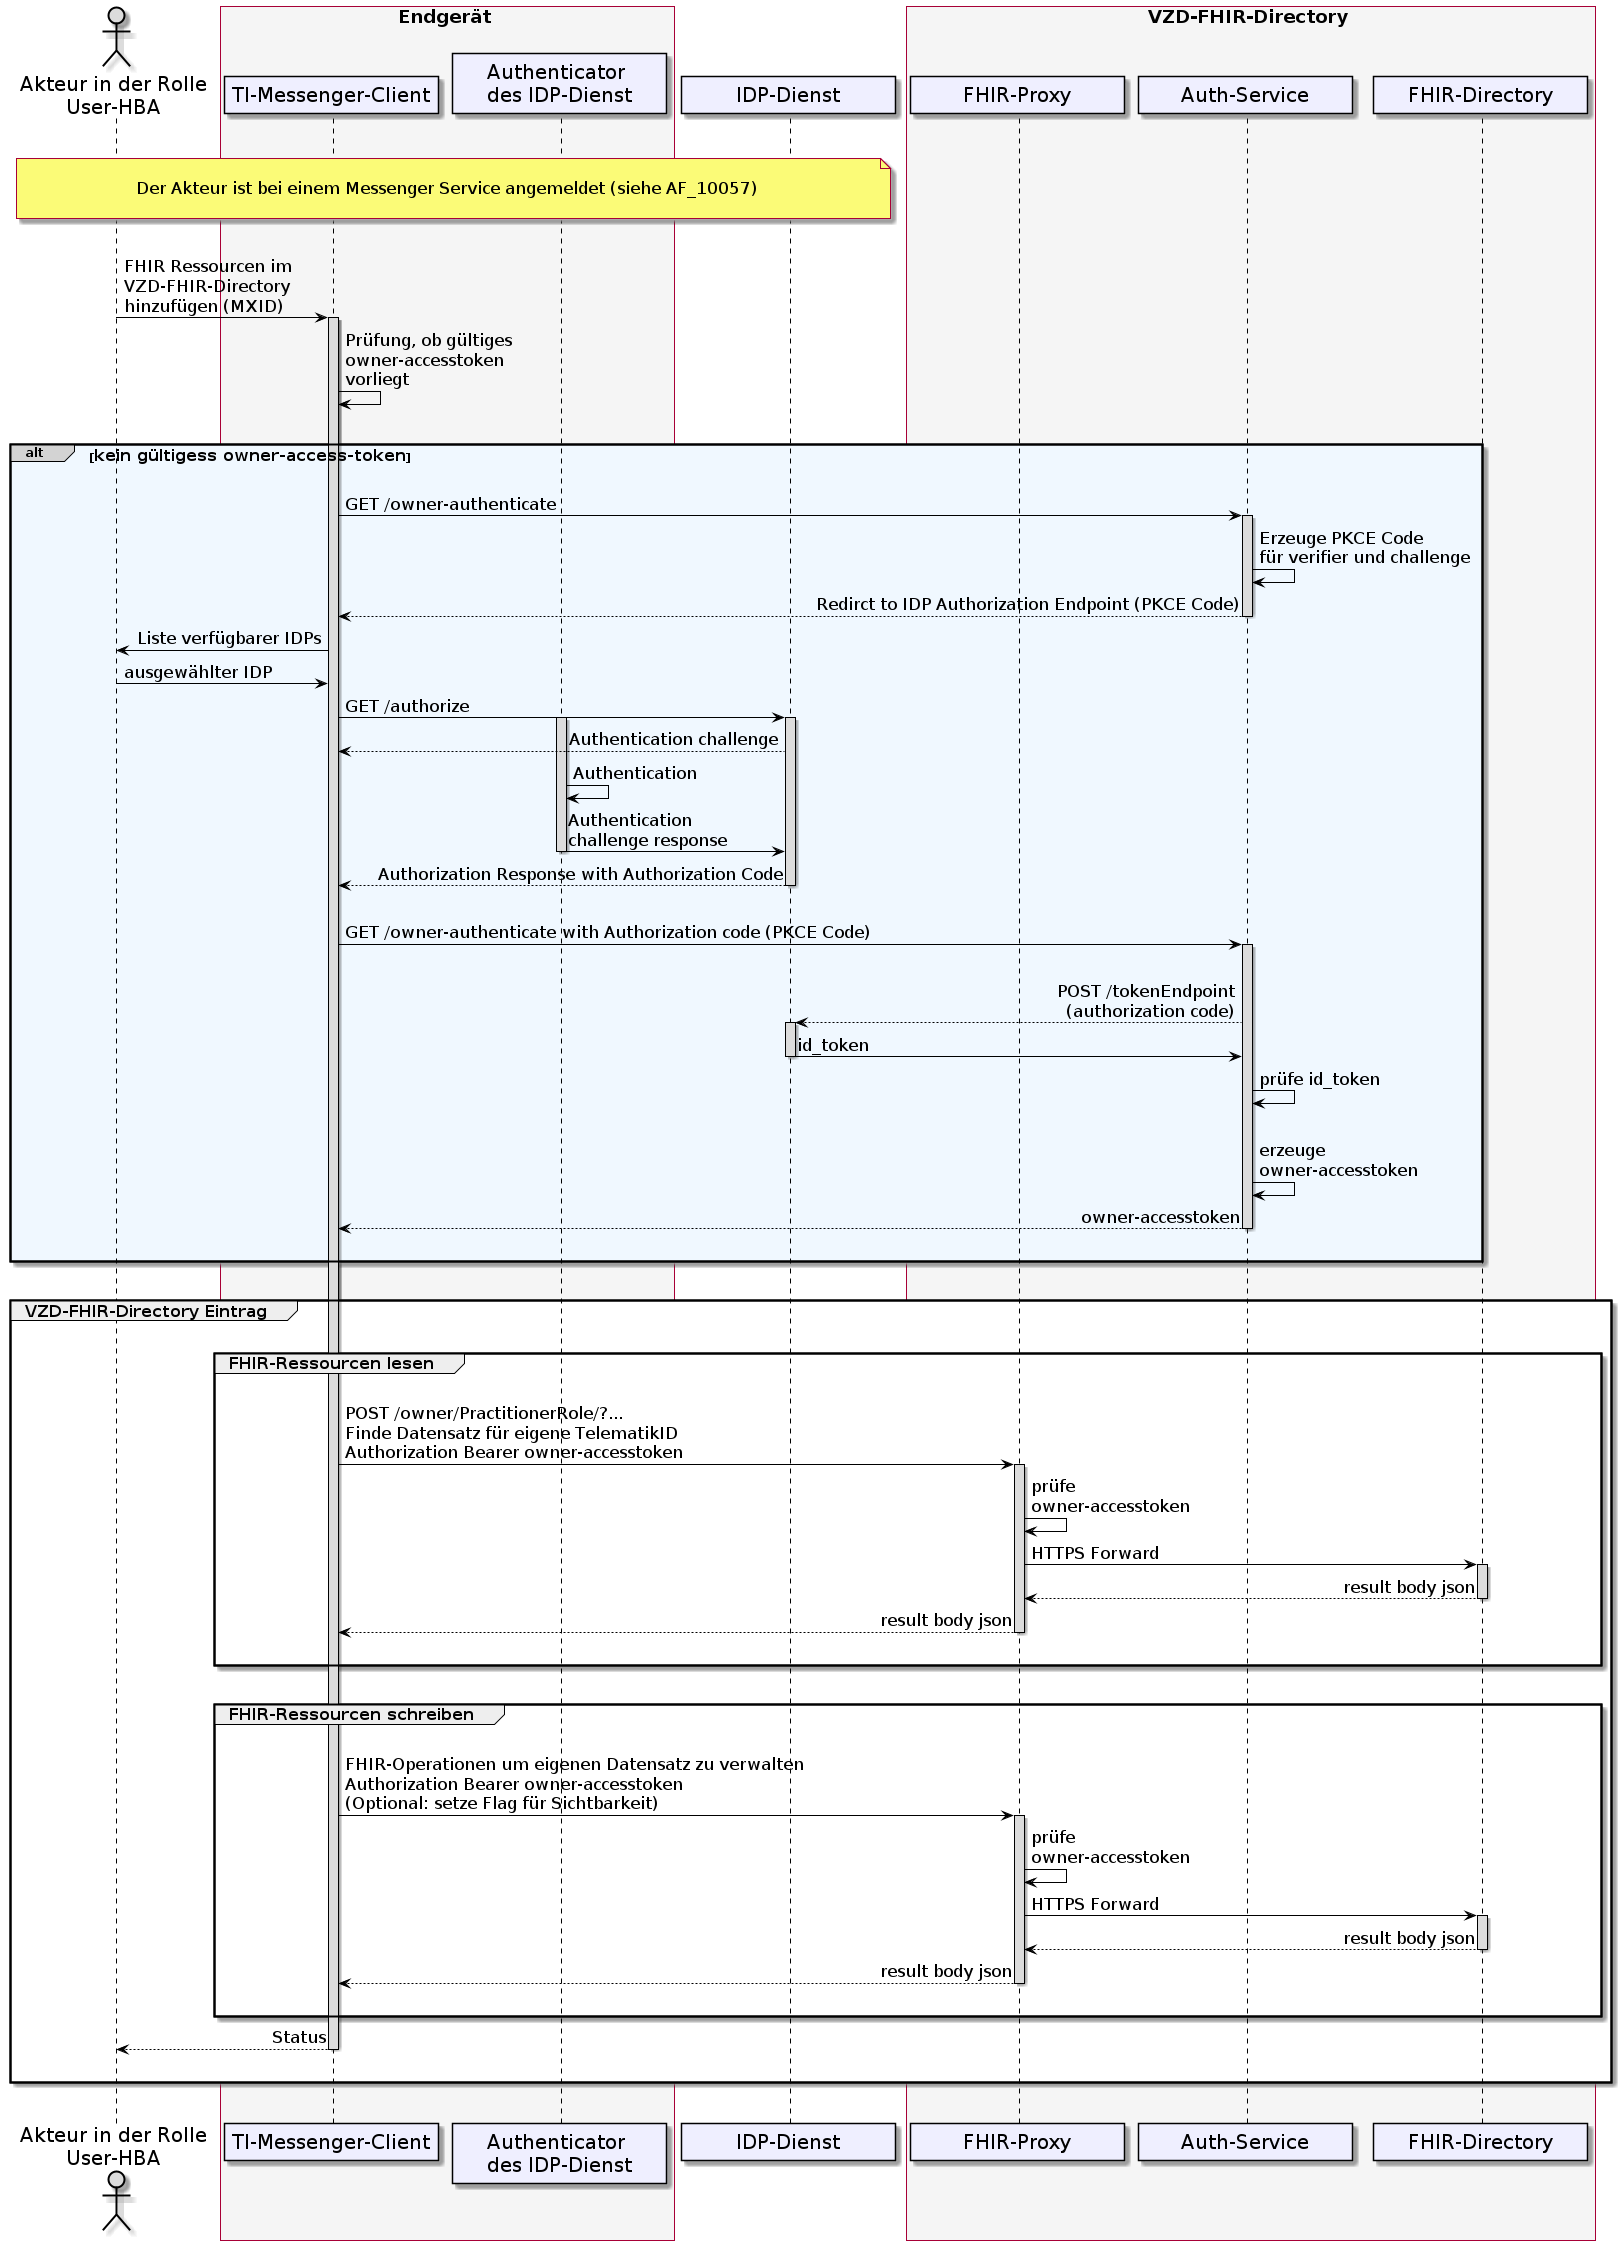 Endgerät
VZD-FHIR-Directory
Akteur in der Rolle
User-HBA
TI-Messenger-Client
Authenticator
des IDP-Dienst
IDP-Dienst
FHIR-Proxy
Auth-Service
FHIR-Directory
Der Akteur ist bei einem Messenger Service angemeldet (siehe AF_10057)
FHIR Ressourcen im
VZD-FHIR-Directory
hinzufügen (MXID)
Prüfung, ob gültiges
owner-accesstoken
vorliegt
alt
[kein gültigess owner-access-token]
GET /owner-authenticate
Erzeuge PKCE Code
für verifier und challenge
Redirct to IDP Authorization Endpoint (PKCE Code)
Liste verfügbarer IDPs
ausgewählter IDP
GET /authorize
Authentication challenge
Authentication
Authentication
challenge response
Authorization Response with Authorization Code
GET /owner-authenticate with Authorization code (PKCE Code)
POST /tokenEndpoint
(authorization code)
id_token
prüfe id_token
erzeuge
owner-accesstoken
owner-accesstoken
VZD-FHIR-Directory Eintrag
FHIR-Ressourcen lesen
POST /owner/PractitionerRole/?...
Finde Datensatz für eigene TelematikID
Authorization Bearer owner-accesstoken
prüfe
owner-accesstoken
HTTPS Forward
result body json
result body json
FHIR-Ressourcen schreiben
FHIR-Operationen um eigenen Datensatz zu verwalten
Authorization Bearer owner-accesstoken
(Optional: setze Flag für Sichtbarkeit)
prüfe
owner-accesstoken
HTTPS Forward
result body json
result body json
Status
Akteur in der Rolle
User-HBA
TI-Messenger-Client
Authenticator
des IDP-Dienst
IDP-Dienst
FHIR-Proxy
Auth-Service
FHIR-Directory